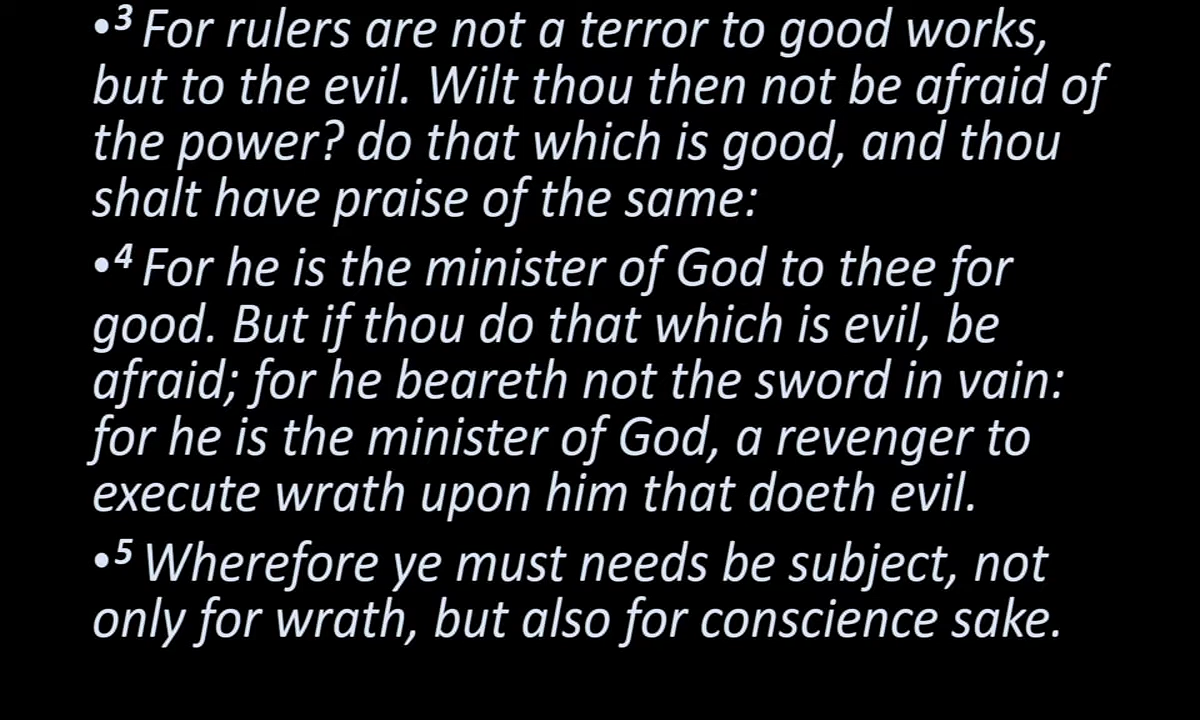 •3 For rulers are not a terror to good works,
but to the evil. Wilt thou then not be afraid of
the power? do that which is good, and thou
shalt have praise of the same:
•4 For he is the minister of God to thee for
good. But if thou do that which is evil, be
afraid; for he beareth not the sword in vain:
for he is the minister of God, a revenger to
execute wrath upon him that doeth evil.
•5 Wherefore ye must needs be subject, not
only for wrath, but also for conscience sake.